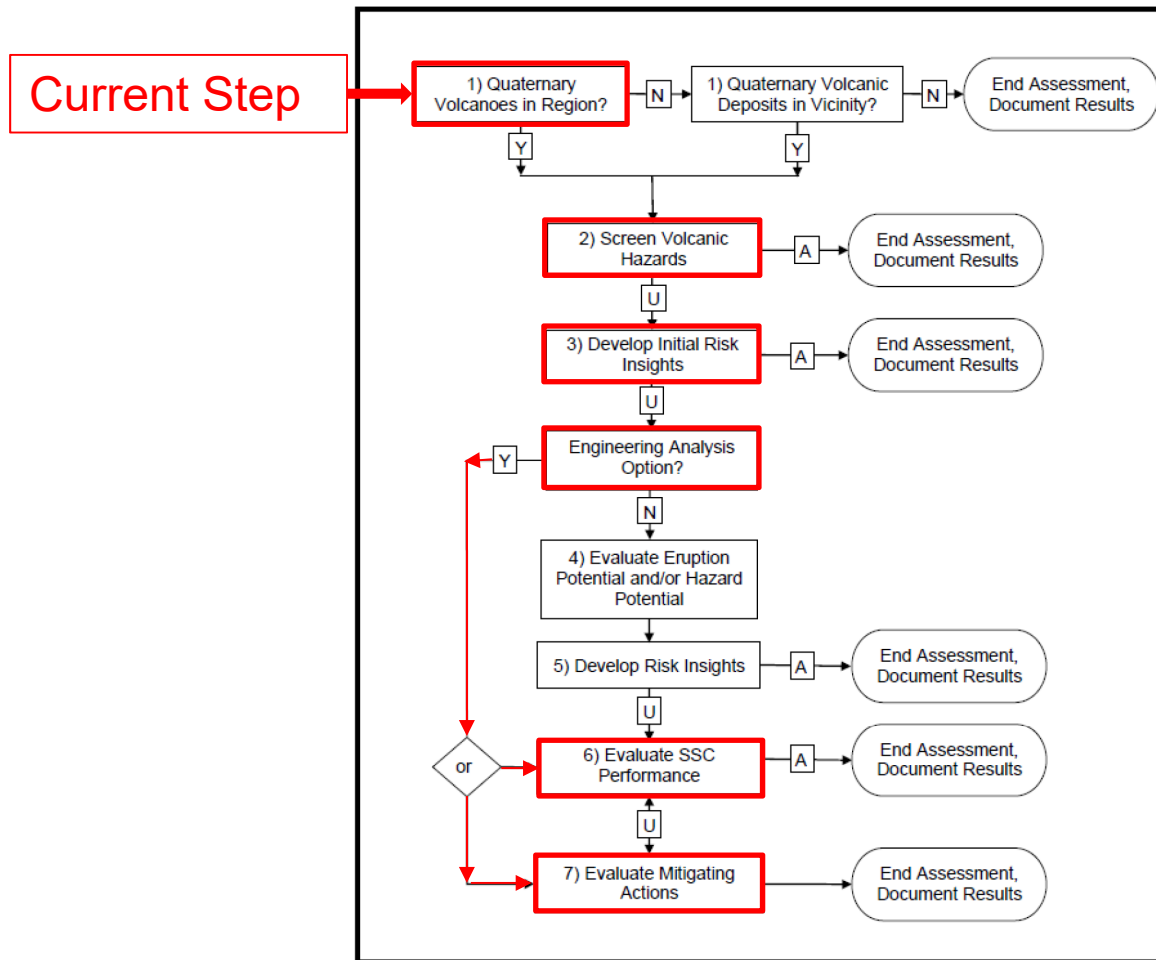 Current Step
1) Quaternary
Volcanoes in Region?
N
1) Quaternary Volcanic
Deposits in Vicinity?
N
End Assessment,
Document Results
Y
Y
2) Screen Volcanic
Hazards
A
End Assessment,
Document Results
U
3) Develop Initial Risk
Insights
A
End Assessment,
Document Results
U
Engineering Analysis
Option?
Y
N
4) Evaluate Eruption
Potential and/or Hazard
Potential
5) Develop Risk Insights
A
End Assessment,
Document Results
U
or
6) Evaluate SSC
Performance
A
End Assessment,
Document Results
U
7) Evaluate Mitigating
Actions
End Assessment,
Document Results